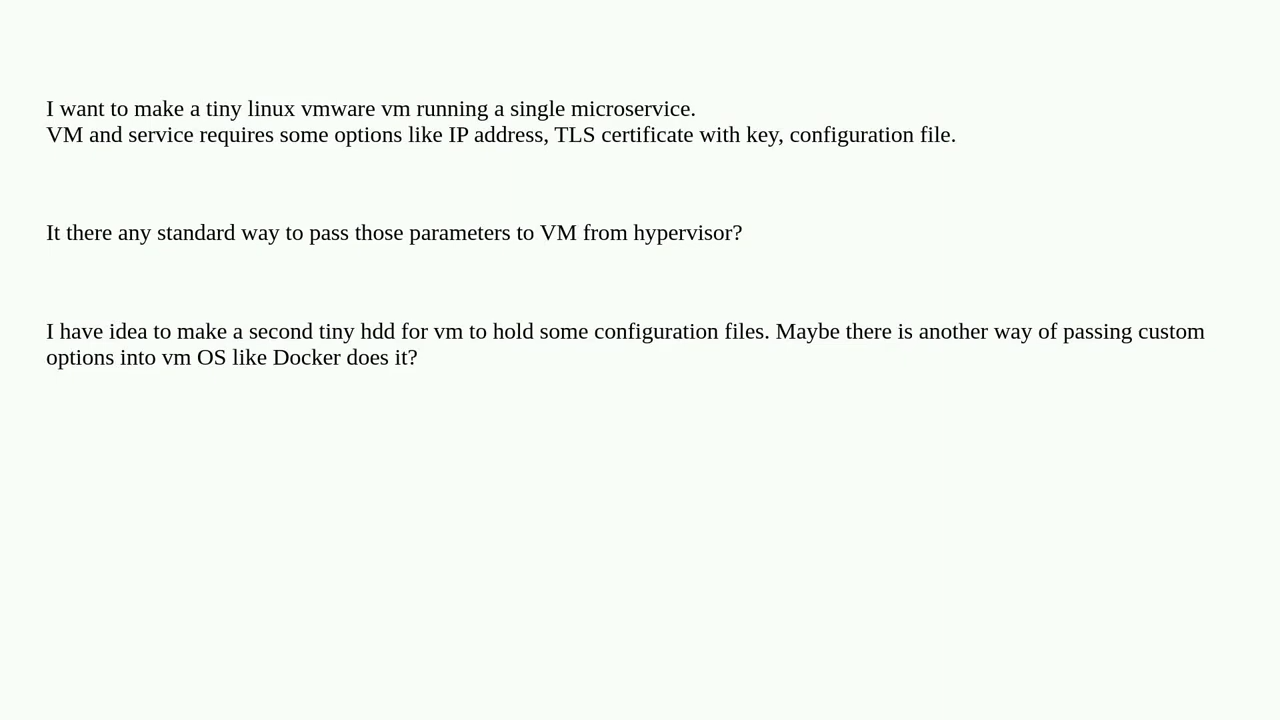 I want to make a tiny linux vmware vm running a single microservice.
VM and service requires some options like IP address, TLS certificate with key, configuration file.
It there any standard way to pass those parameters to VM from hypervisor?
I have idea to make a second tiny hdd for vm to hold some configuration files. Maybe there is another way of passing custom
options into vm OS like Docker does it?